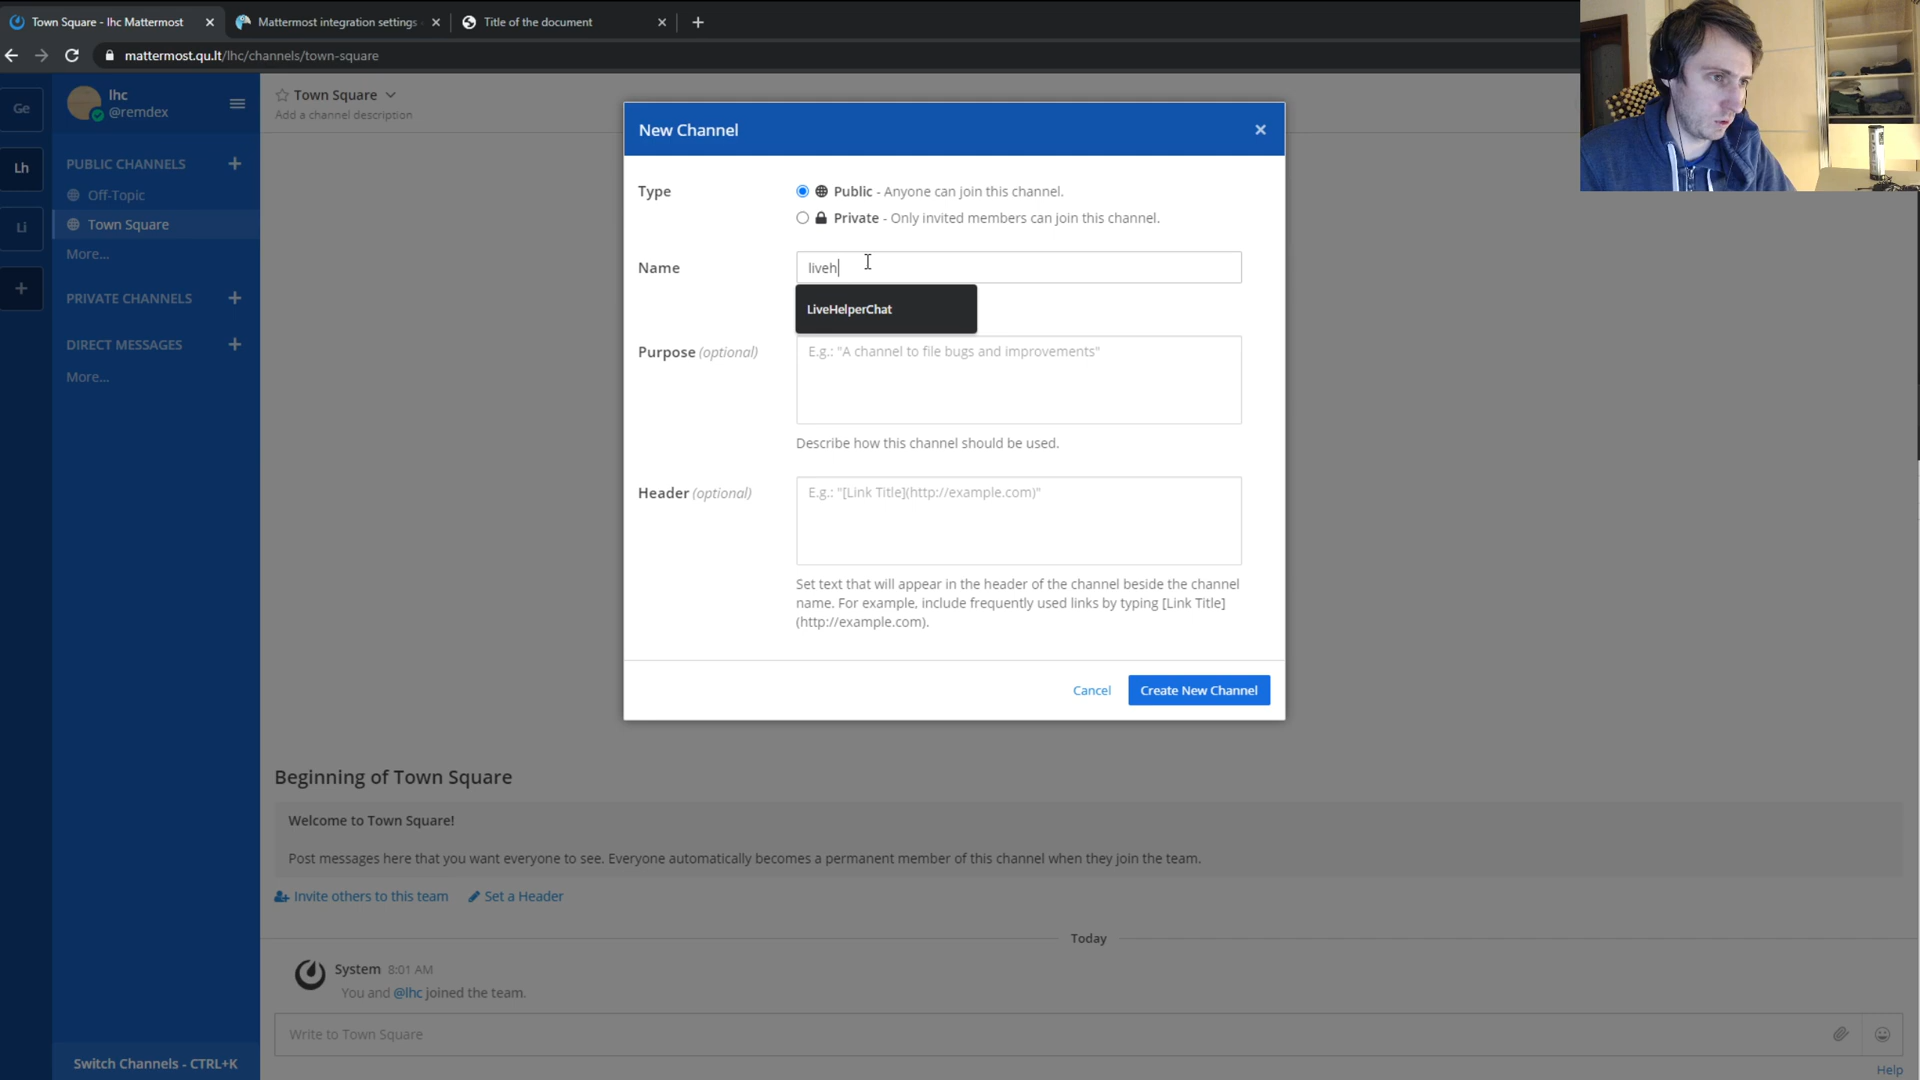 Town Square - lhc Mattermost
Mattermost integration settings
Title of the document
mattermost.qu.lt/lhc/channels/town-square
Ge
lhc
@remdex
Town Square
Add a channel description
New Channel
PUBLIC CHANNELS
Lh
Off-Topic
Town Square
Li
More...
PRIVATE CHANNELS
DIRECT MESSAGES
More...
Type
Public - Anyone can join this channel.
Private - Only invited members can join this channel.
Name
liveh
LiveHelperChat
Purpose (optional)
E.g.: "A channel to file bugs and improvements"
Describe how this channel should be used.
Header (optional)
E.g.: "[Link Title](http://example.com)"
Set text that will appear in the header of the channel beside the channel
name. For example, include frequently used links by typing [Link Title]
(http://example.com).
Cancel
Create New Channel
Beginning of Town Square
Welcome to Town Square!
Post messages here that you want everyone to see. Everyone automatically becomes a permanent member of this channel when they join the team.
Invite others to this team
Set a Header
Today
System 8:01 AM
You and @lhc joined the team.
Write to Town Square
Switch Channels - CTRL+K
Help